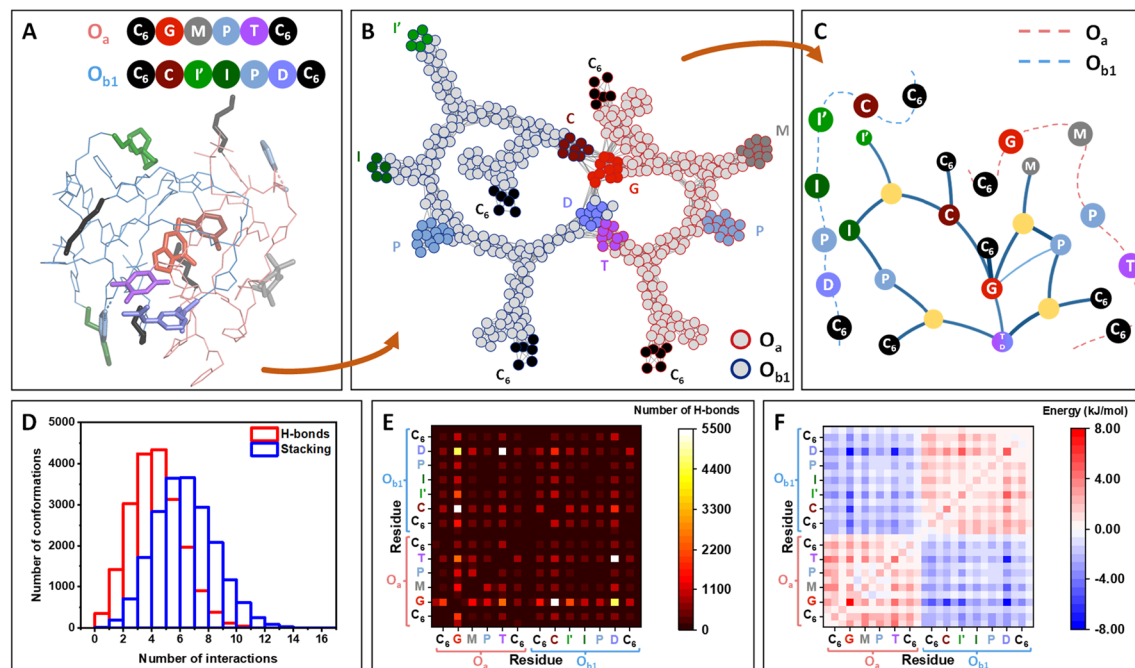 A
Oa C6 G M P T C6
Ob1 C6 C I' I P D C6
B
I'
C6
C
M
I
G
C6
D
P
P
T
C6
C6
Oa
Ob1
C
Oa
Ob1
C6
C
I'
I'
G
M
C6
M
C6
I
C
I
C6
P
P
P
P
T
D
G
C6
C6
C6
T
D
C6
C6
D
5000
4000
3000
2000
1000
0
0 2 4 6 8 10 12 14 16
Number of conformations
Number of interactions
H-bonds
Stacking
E
Number of H-bonds
C6
D
P
I
I'
C
C6
C6
T
P
M
G
C6
Ob1
Oa
Residue
C6 G M P T C6 C6 C I' I P D C6
Oa Residue Ob1
5500
4400
3300
2200
1100
0
F
Energy (kJ/mol)
C6
D
P
I
I'
C
C6
C6
T
P
M
G
C6
Ob1
Oa
Residue
C6 G M P T C6 C6 C I' I P D C6
Oa Residue Ob1
8.00
4.00
0.00
-4.00
-8.00